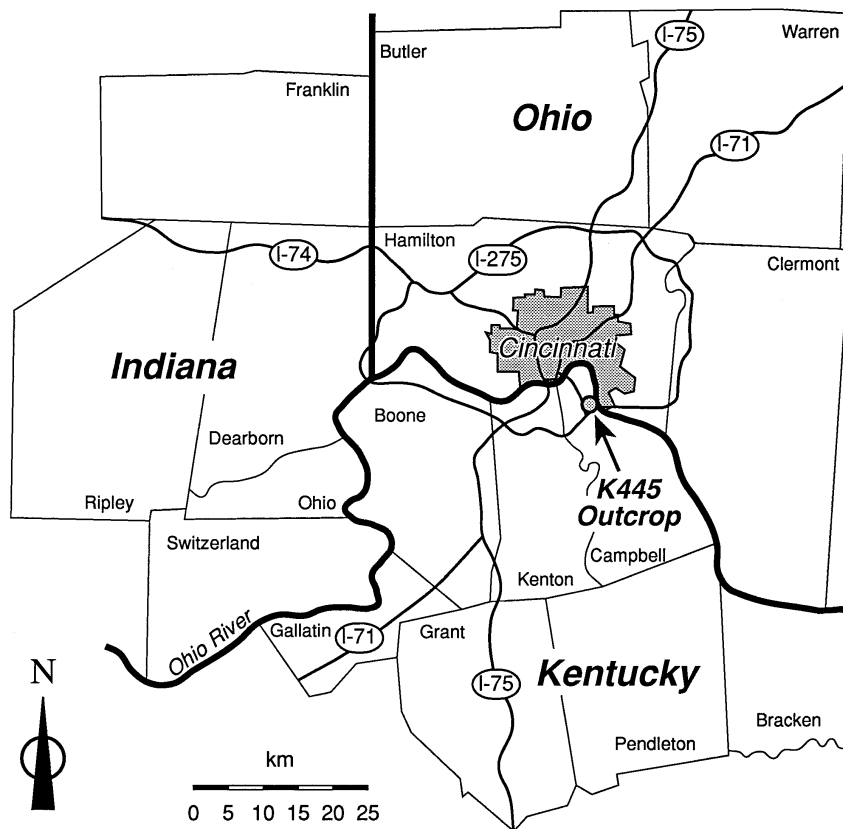 I-75
Warren
Butler
Franklin
Ohio
I-71
Hamilton
I-74
I-275
Clermont
Cincinnati
Indiana
Boone
Dearborn
K445
Outcrop
Ripley
Ohio
Switzerland
Campbell
Kenton
Ohio River
Gallatin
I-71
Grant
N
I-75
Kentucky
Bracken
Pendleton
km
0 5 10 15 20 25